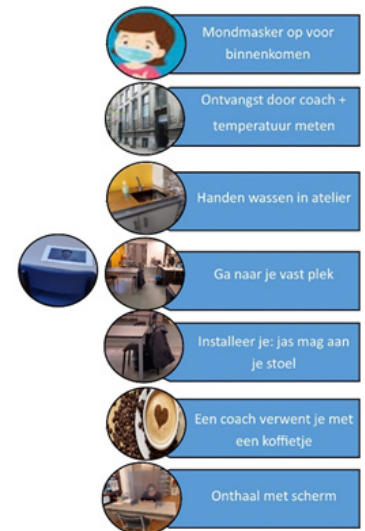 Mondmasker op voor
binnenkomen
Ontvangst door coach +
temperatuur meten
Handen wassen in atelier
Ga naar je vast plek
Installeer je: jas mag aan
je stoel
Een coach verwent je met
een koffietje
Onthaal met scherm